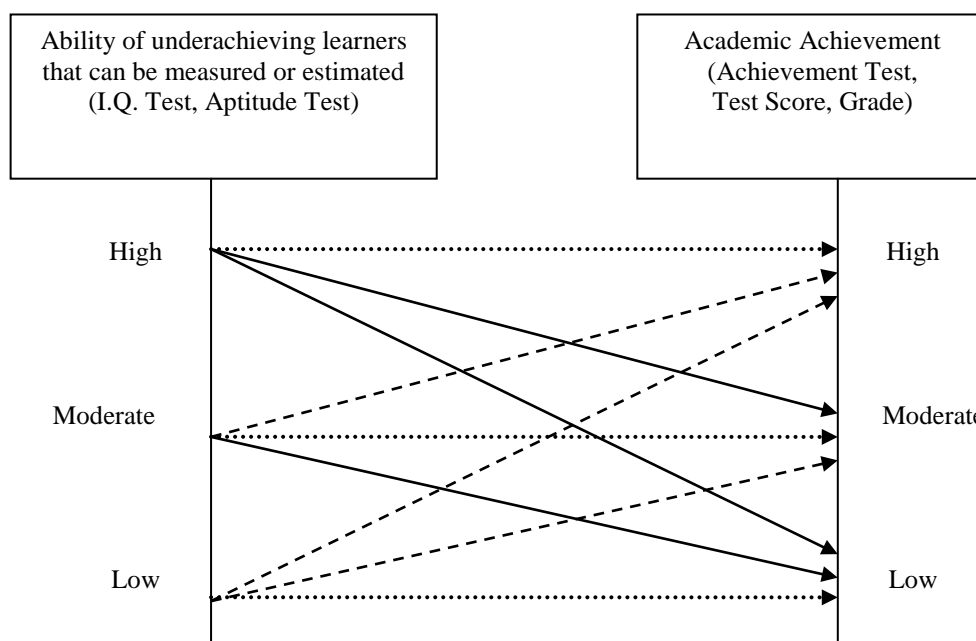 Ability of underachieving learners
that can be measured or estimated
(I.Q. Test, Aptitude Test)
Academic Achievement
(Achievement Test,
Test Score, Grade)
High
High
Moderate
Moderate
Low
Low